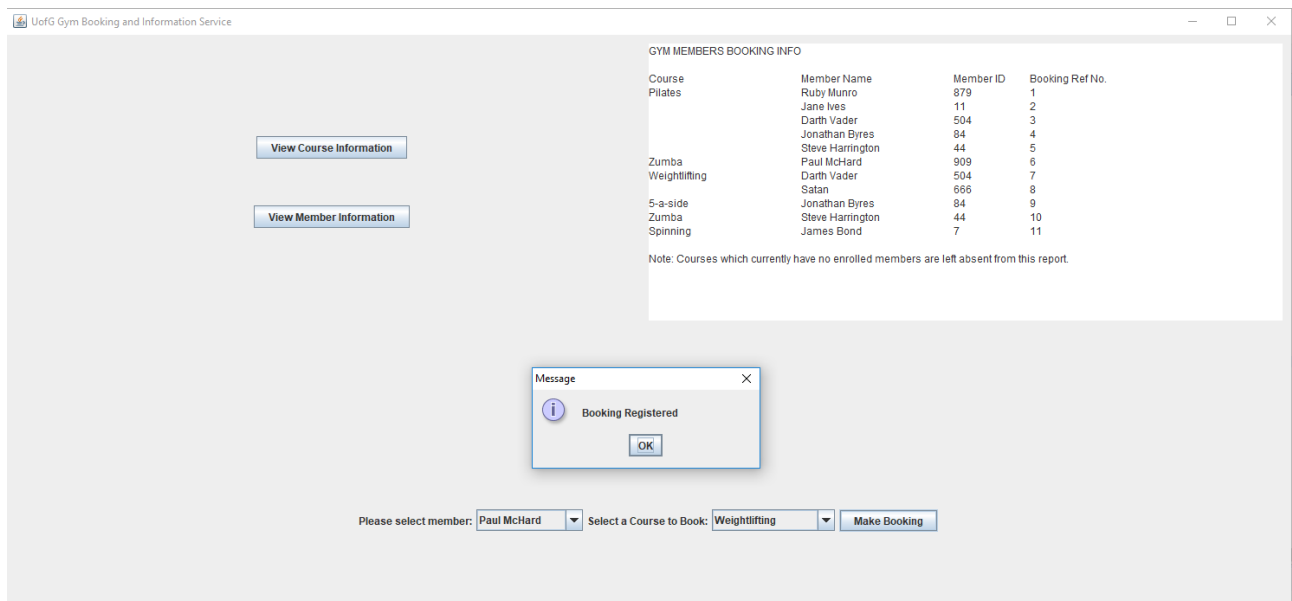 UofG Gym Booking and Information Service
GYM MEMBERS BOOKING INFO
Course Member Name Member ID Booking Ref No.
Pilates Ruby Munro 879 1
Jane Ives 11 2
Darth Vader 504 3
Jonathan Byres 84 4
Steve Harrington 44 5
Zumba Paul McHard 909 6
Weightlifting Darth Vader 504 7
Satan 666 8
5-a-side Jonathan Byres 84 9
Zumba Steve Harrington 44 10
Spinning James Bond 7 11
Note: Courses which currently have no enrolled members are left absent from this report.
View Course Information
View Member Information
Message
i
Booking Registered
OK
Please select member: Paul McHard Select a Course to Book: Weightlifting Make Booking